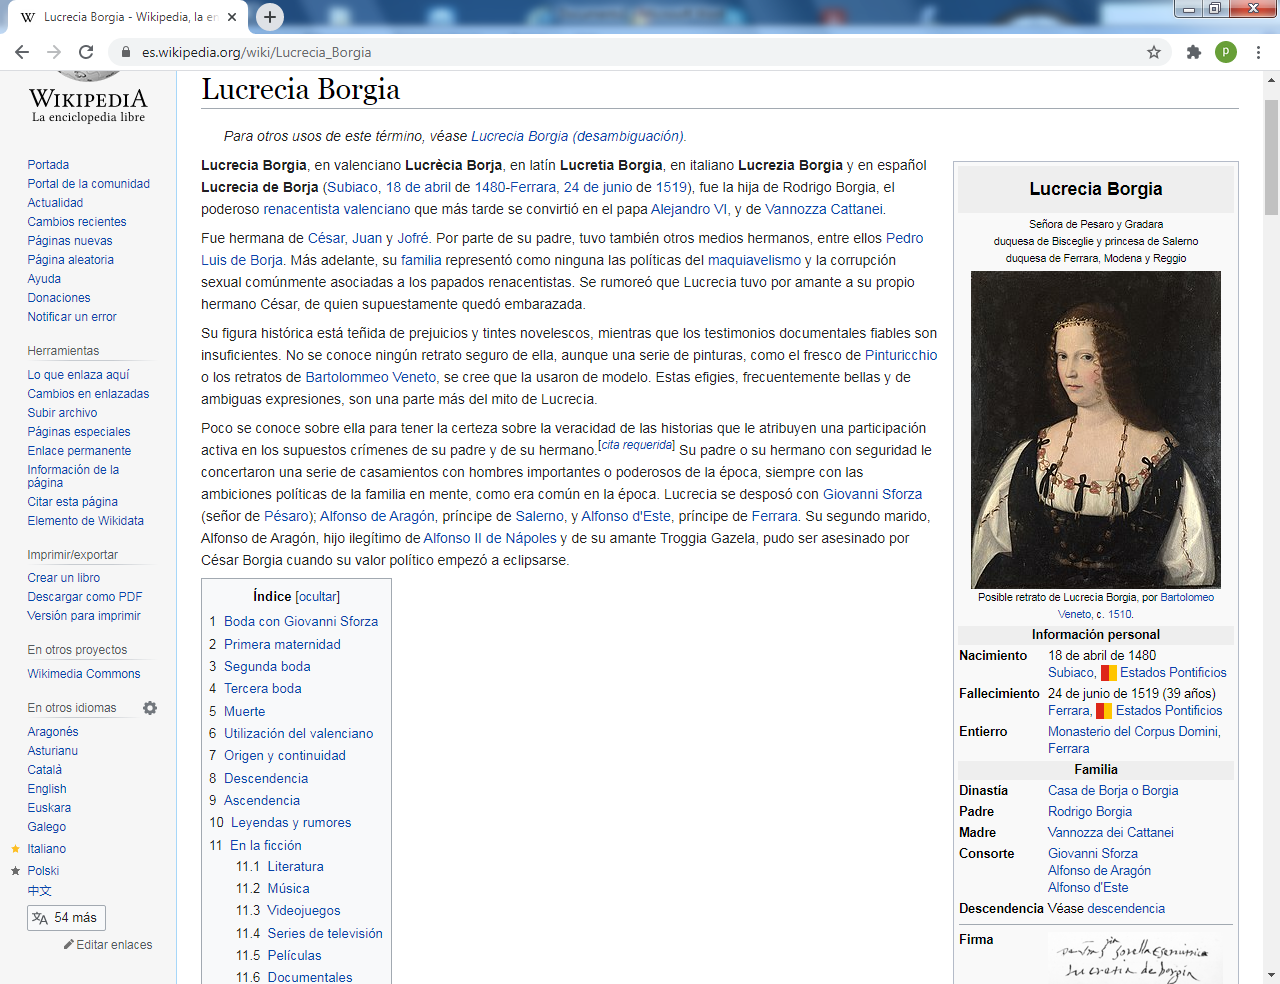 Lucrecia Borgia - Wikipedia, la en
es.wikipedia.org/wiki/Lucrecia_Borgia
p
WIKIPEDIA
La enciclopedia libre
Portada
Portal de la comunidad
Actualidad
Cambios recientes
Páginas nuevas
Página aleatoria
Ayuda
Donaciones
Notificar un error
Herramientas
Lo que enlaza aquí
Cambios en enlazadas
Subir archivo
Páginas especiales
Enlace permanente
Información de la
página
Citar esta página
Elemento de Wikidata
Imprimir/exportar
Crear un libro
Descargar como PDF
Versión para imprimir
En otros proyectos
Wikimedia Commons
En otros idiomas
Aragonés
Asturianu
Català
English
Euskara
Galego
Italiano
Polski
中文
54 más
Editar enlaces
Lucrecia Borgia
Para otros usos de este término, véase Lucrecia Borgia (desambiguación).
Lucrecia Borgia, en valenciano Lucrècia Borja, en latín Lucretia Borgia, en italiano Lucrezia Borgia y en español
Lucrecia de Borja (Subiaco, 18 de abril de 1480-Ferrara, 24 de junio de 1519), fue la hija de Rodrigo Borgia, el
poderoso renacentista valenciano que más tarde se convirtió en el papa Alejandro VI, y de Vannozza Cattanei.
Fue hermana de César, Juan y Jofré. Por parte de su padre, tuvo también otros medios hermanos, entre ellos Pedro
Luis de Borja. Más adelante, su familia representó como ninguna las políticas del maquiavelismo y la corrupción
sexual comúnmente asociadas a los papados renacentistas. Se rumoreó que Lucrecia tuvo por amante a su propio
hermano César, de quien supuestamente quedó embarazada.
Su figura histórica está teñida de prejuicios y tintes novelescos, mientras que los testimonios documentales fiables son
insuficientes. No se conoce ningún retrato seguro de ella, aunque una serie de pinturas, como el fresco de Pinturicchio
o los retratos de Bartolommeo Veneto, se cree que la usaron de modelo. Estas efigies, frecuentemente bellas y de
ambiguas expresiones, son una parte más del mito de Lucrecia.
Poco se conoce sobre ella para tener la certeza sobre la veracidad de las historias que le atribuyen una participación
activa en los supuestos crímenes de su padre y de su hermano.[cita requerida] Su padre o su hermano con seguridad le
concertaron una serie de casamientos con hombres importantes o poderosos de la época, siempre con las
ambiciones políticas de la familia en mente, como era común en la época. Lucrecia se desposó con Giovanni Sforza
(señor de Pésaro); Alfonso de Aragón, príncipe de Salerno, y Alfonso d'Este, príncipe de Ferrara. Su segundo marido,
Alfonso de Aragón, hijo ilegítimo de Alfonso II de Nápoles y de su amante Troggia Gazela, pudo ser asesinado por
César Borgia cuando su valor político empezó a eclipsarse.
Índice [ocultar]
1 Boda con Giovanni Sforza
2 Primera maternidad
3 Segunda boda
4 Tercera boda
5 Muerte
6 Utilización del valenciano
7 Origen y continuidad
8 Descendencia
9 Ascendencia
10 Leyendas y rumores
11 En la ficción
11.1 Literatura
11.2 Música
11.3 Videojuegos
11.4 Series de televisión
11.5 Películas
11.6 Documentales
Lucrecia Borgia
Señora de Pesaro y Gradara
duquesa de Bisceglie y princesa de Salerno
duquesa de Ferrara, Modena y Reggio
Posible retrato de Lucrecia Borgia, por Bartolomeo
Veneto, c. 1510.
Información personal
Nacimiento 18 de abril de 1480
Subiaco, Estados Pontificios
Fallecimiento 24 de junio de 1519 (39 años)
Ferrara, Estados Pontificios
Entierro Monasterio del Corpus Domini,
Ferrara
Familia
Dinastía Casa de Borja o Borgia
Padre Rodrigo Borgia
Madre Vannozza dei Cattanei
Consorte Giovanni Sforza
Alfonso de Aragón
Alfonso d'Este
Descendencia Véase descendencia
Firma
lucretia de borgia